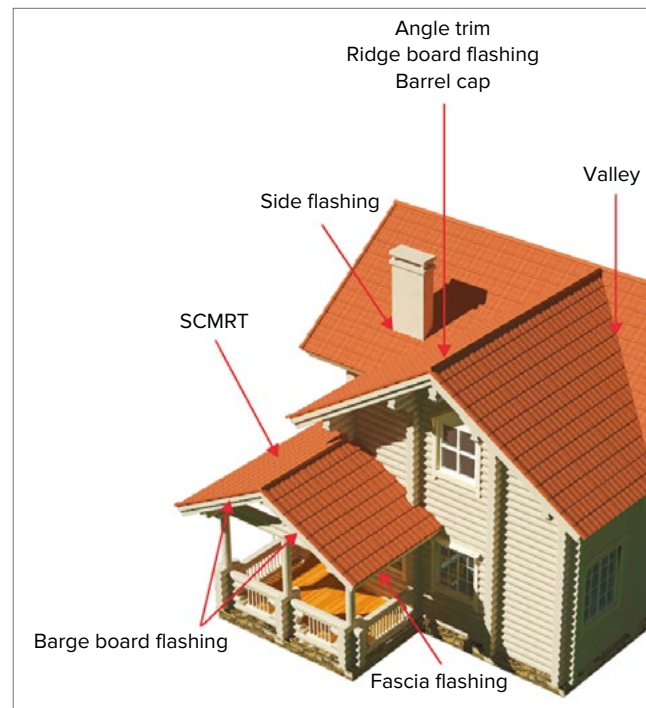 Angle trim
Ridge board flashing
Barrel cap
Valley
Side flashing
SCMRT
Barge board flashing
Fascia flashing